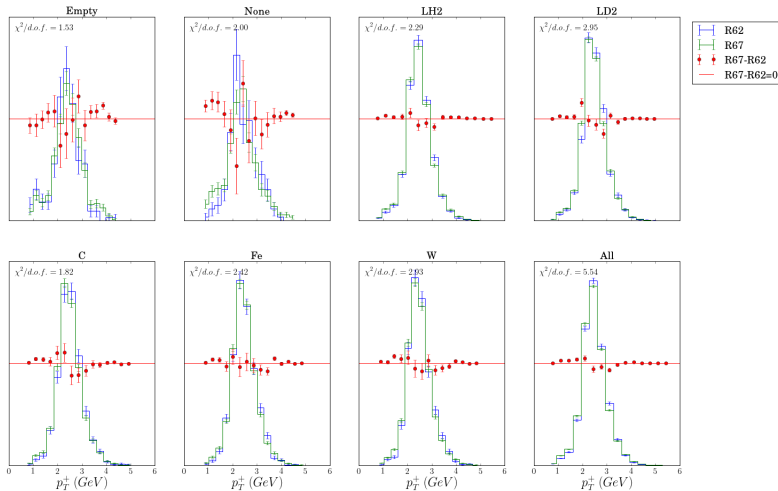 Empty
None
LH2
LD2
χ²/d.o.f. = 1.53
χ²/d.o.f. = 2.00
χ²/d.o.f. = 2.29
χ²/d.o.f. = 2.95
R62
R67
R67-R62
R67-R62=0
C
Fe
W
All
χ²/d.o.f. = 1.82
χ²/d.o.f. = 2.42
χ²/d.o.f. = 2.93
χ²/d.o.f. = 5.54
0 1 2 3 4 5 6
0 1 2 3 4 5 6
0 1 2 3 4 5 6
0 1 2 3 4 5 6
p_T^+ (GeV)
p_T^+ (GeV)
p_T^+ (GeV)
p_T^+ (GeV)